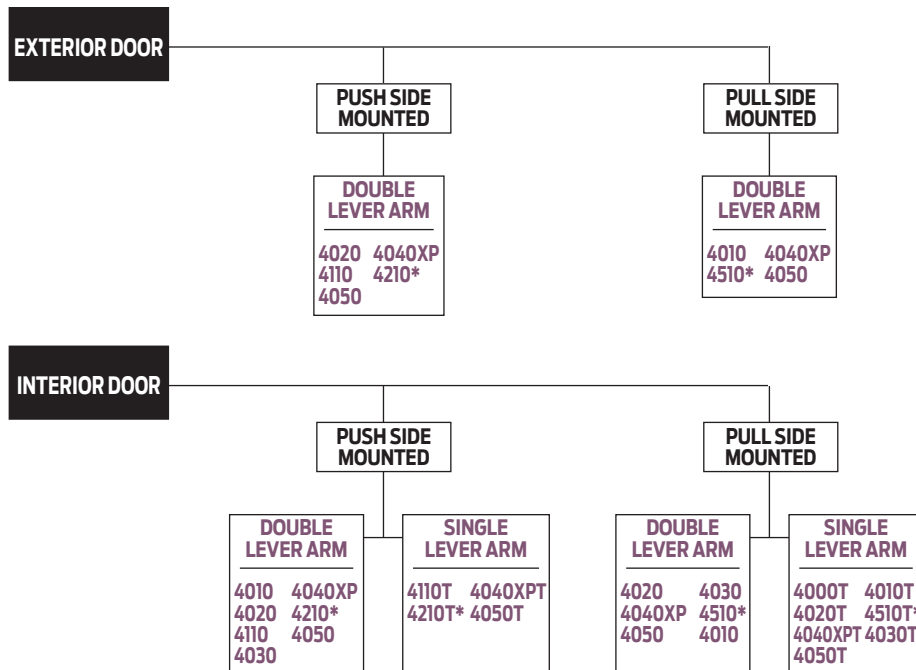 EXTERIOR DOOR
PUSH SIDE
MOUNTED
DOUBLE
LEVER ARM
4020 4040XP
4110 4210*
4050
PULL SIDE
MOUNTED
DOUBLE
LEVER ARM
4010 4040XP
4510* 4050
INTERIOR DOOR
PUSH SIDE
MOUNTED
DOUBLE
LEVER ARM
4010 4040XP
4020 4210*
4110 4050
4030
SINGLE
LEVER ARM
4110T 4040XPT
4210T* 4050T
PULL SIDE
MOUNTED
DOUBLE
LEVER ARM
4020 4030
4040XP 4510*
4050 4010
SINGLE
LEVER ARM
4000T 4010T
4020T 4510T*
4040XPT 4030T
4050T